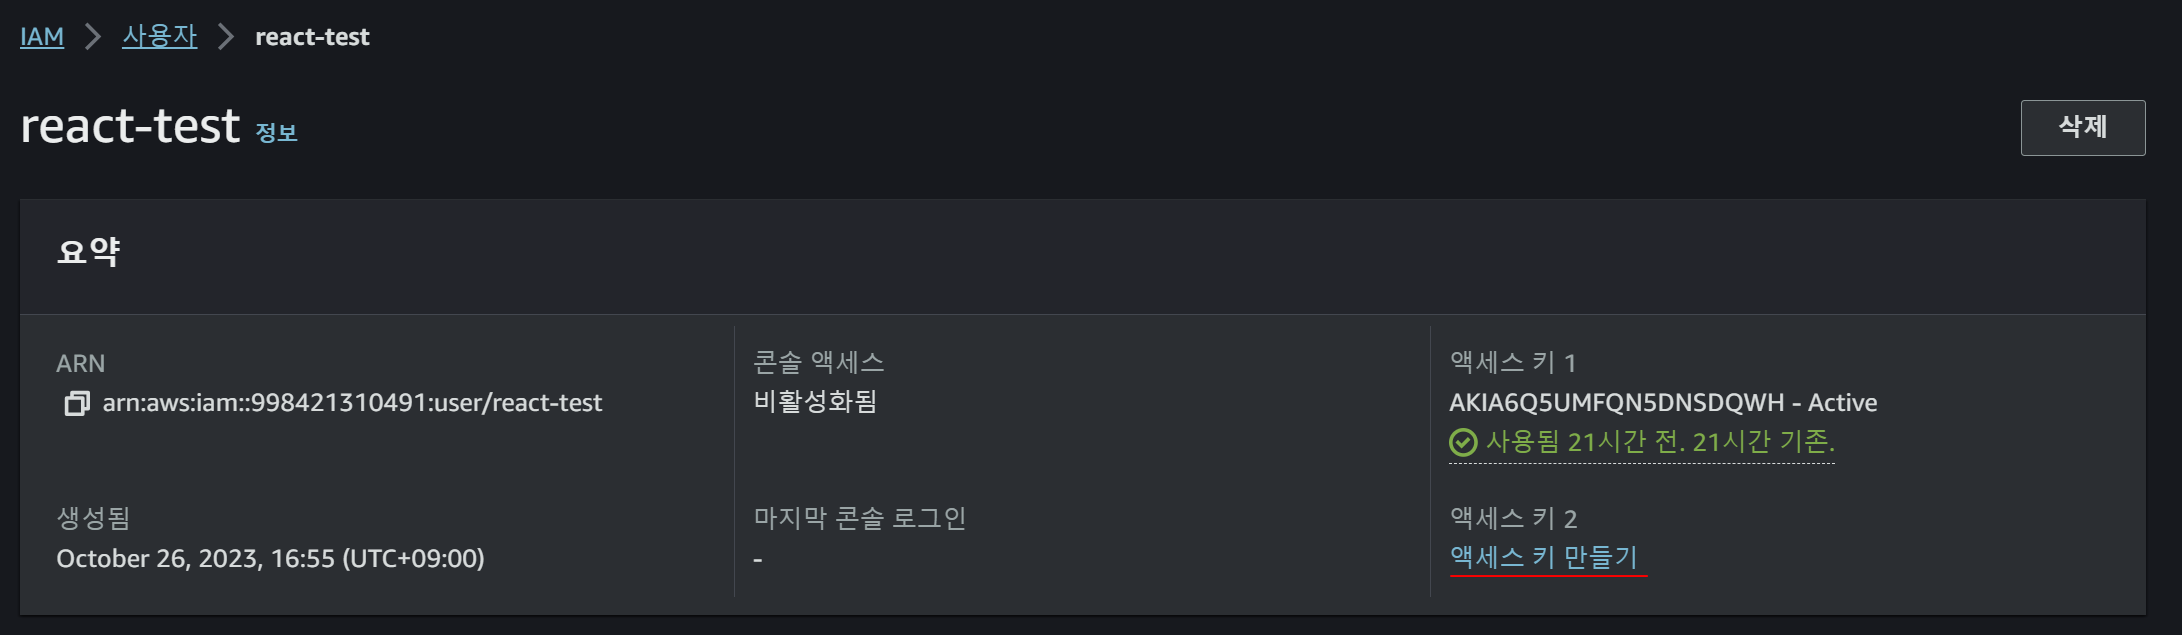 IAM > 사용자 > react-test
react-test 정보
삭제
요약
ARN
arn:aws:iam::998421310491:user/react-test
콘솔 액세스
비활성화됨
액세스 키 1
AKIA6Q5UMFQN5DNSDQWH - Active
사용됨 21시간 전. 21시간 기존.
생성됨
October 26, 2023, 16:55 (UTC+09:00)
마지막 콘솔 로그인
-
액세스 키 2
액세스 키 만들기